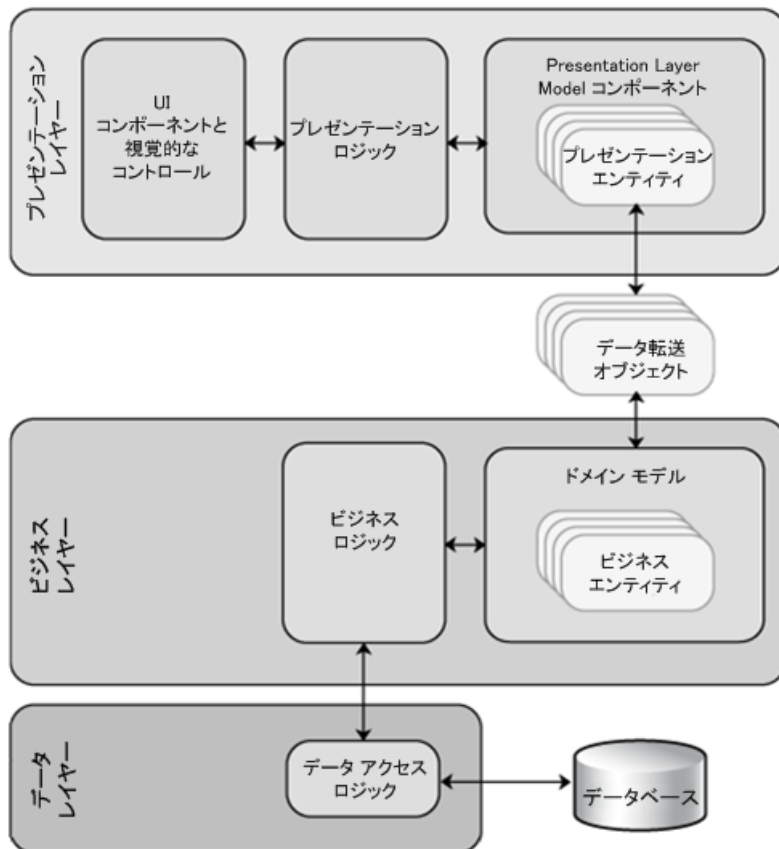 プレゼンテーション
レイヤー
UI
コンポーネントと
視覚的な
コントロール
プレゼンテーション
ロジック
Presentation Layer
Model コンポーネント
プレゼンテーション
エンティティ
データ転送
オブジェクト
ビジネス
レイヤー
ビジネス
ロジック
ドメイン モデル
ビジネス
エンティティ
データ
レイヤー
データ アクセス
ロジック
データベース